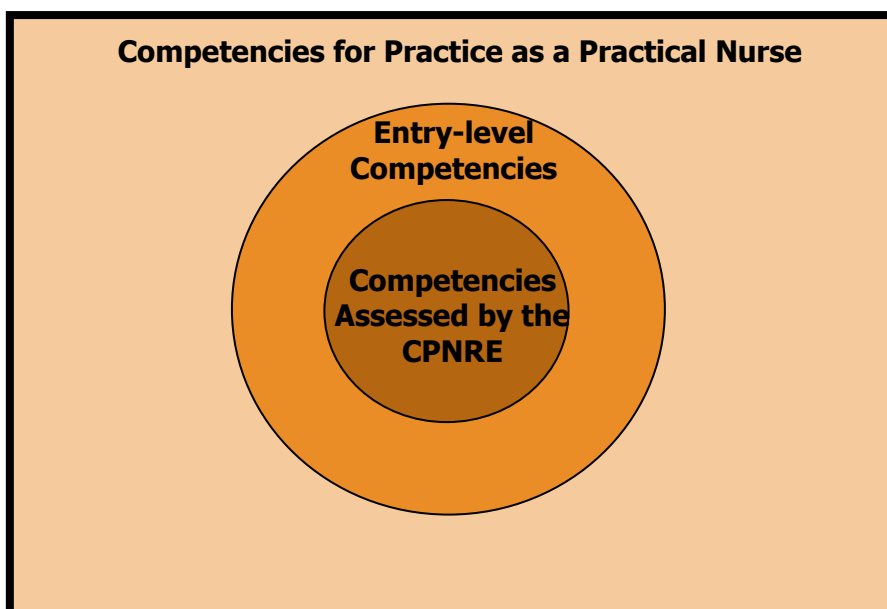 Competencies for Practice as a Practical Nurse
Entry-level
Competencies
Competencies
Assessed by the
CPNRE